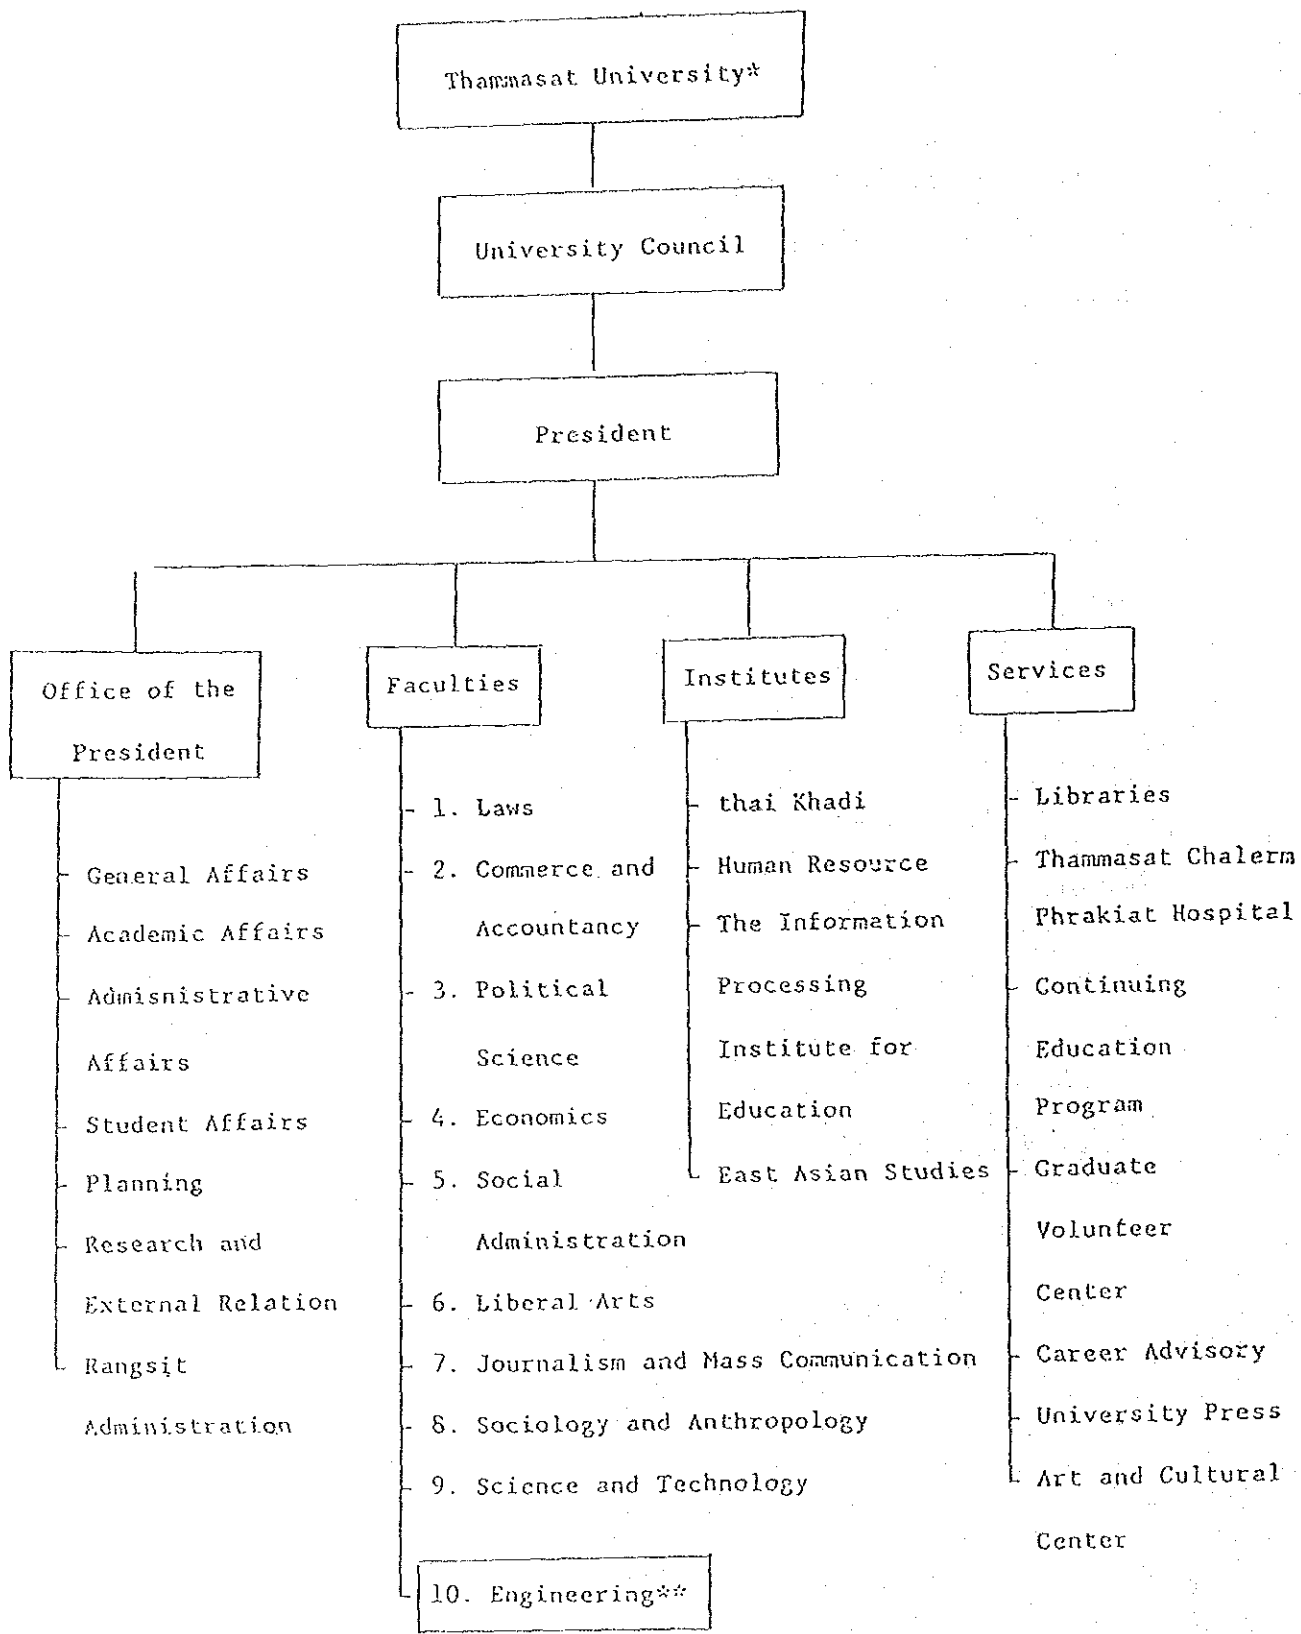 Thammasat University*
University Council
President
Office of the
President
General Affairs
Academic Affairs
Admisnistrative
Affairs
Student Affairs
Planning
Research and
External Relation
Rangsit
Administration
Faculties
1. Laws
2. Commerce and
Accountancy
3. Political
Science
4. Economics
5. Social
Administration
6. Liberal Arts
7. Journalism and Mass Communication
8. Sociology and Anthropology
9. Science and Technology
10. Engineering**
Institutes
thai Khadi
Human Resource
The Information
Processing
Institute for
Education
East Asian Studies
Services
Libraries
Thammasat Chalerm
Phrakiat Hospital
Continuing
Education
Program
Graduate
Volunteer
Center
Career Advisory
University Press
Art and Cultural
Center